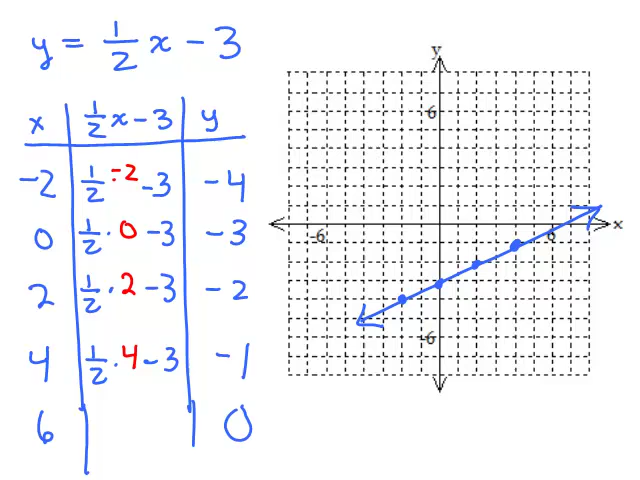 y = 1/2 x - 3
x | 1/2 x - 3 | y
-2 | 1/2 · -2 - 3 | -4
0 | 1/2 · 0 - 3 | -3
2 | 1/2 · 2 - 3 | -2
4 | 1/2 · 4 - 3 | -1
6 | | 0
y
6
-6
6
x
-6